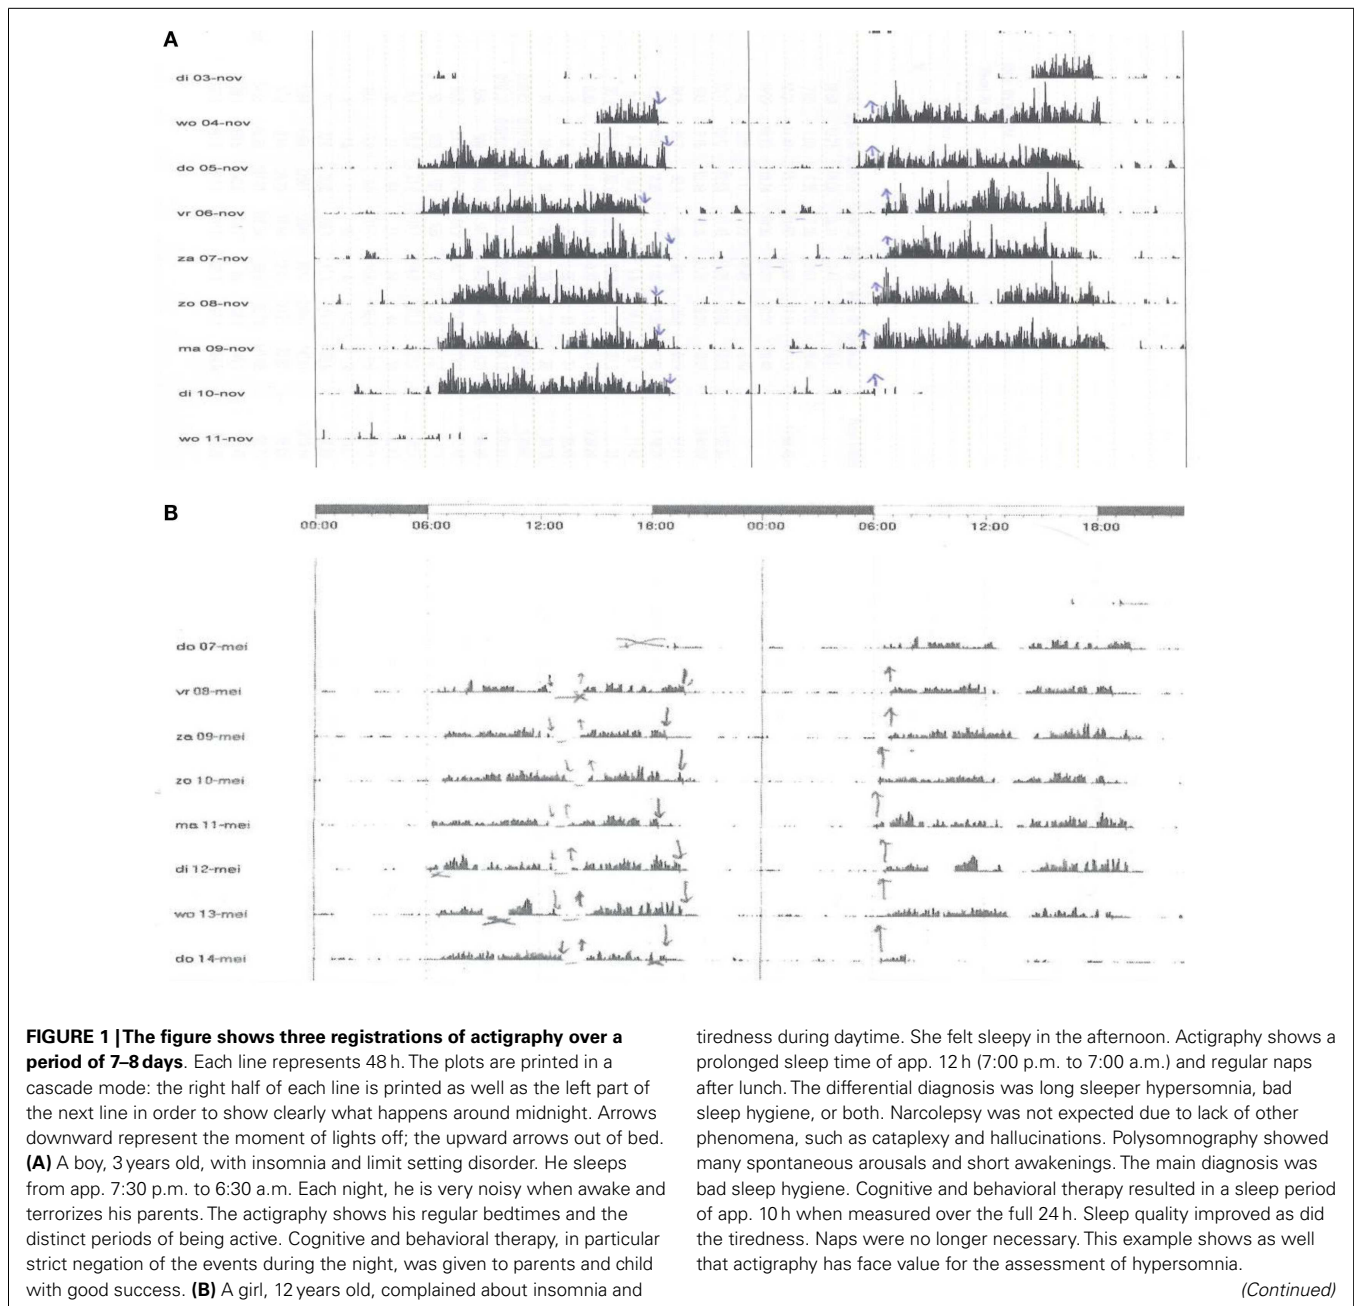 A
di 03-nov
wo 04-nov
do 05-nov
vr 06-nov
za 07-nov
zo 08-nov
ma 09-nov
di 10-nov
wo 11-nov
B
00:00 06:00 12:00 18:00 00:00 06:00 12:00 18:00
do 07-mei
vr 08-mei
za 09-mei
zo 10-mei
ma 11-mei
di 12-mei
wo 13-mei
do 14-mei
FIGURE 1 | The figure shows three registrations of actigraphy over a
period of 7–8 days. Each line represents 48 h. The plots are printed in a
cascade mode: the right half of each line is printed as well as the left part of
the next line in order to show clearly what happens around midnight. Arrows
downward represent the moment of lights off; the upward arrows out of bed.
(A) A boy, 3 years old, with insomnia and limit setting disorder. He sleeps
from app. 7:30 p.m. to 6:30 a.m. Each night, he is very noisy when awake and
terrorizes his parents. The actigraphy shows his regular bedtimes and the
distinct periods of being active. Cognitive and behavioral therapy, in particular
strict negation of the events during the night, was given to parents and child
with good success. (B) A girl, 12 years old, complained about insomnia and
tiredness during daytime. She felt sleepy in the afternoon. Actigraphy shows a
prolonged sleep time of app. 12 h (7:00 p.m. to 7:00 a.m.) and regular naps
after lunch. The differential diagnosis was long sleeper hypersomnia, bad
sleep hygiene, or both. Narcolepsy was not expected due to lack of other
phenomena, such as cataplexy and hallucinations. Polysomnography showed
many spontaneous arousals and short awakenings. The main diagnosis was
bad sleep hygiene. Cognitive and behavioral therapy resulted in a sleep period
of app. 10 h when measured over the full 24 h. Sleep quality improved as did
the tiredness. Naps were no longer necessary. This example shows as well
that actigraphy has face value for the assessment of hypersomnia.
(Continued)